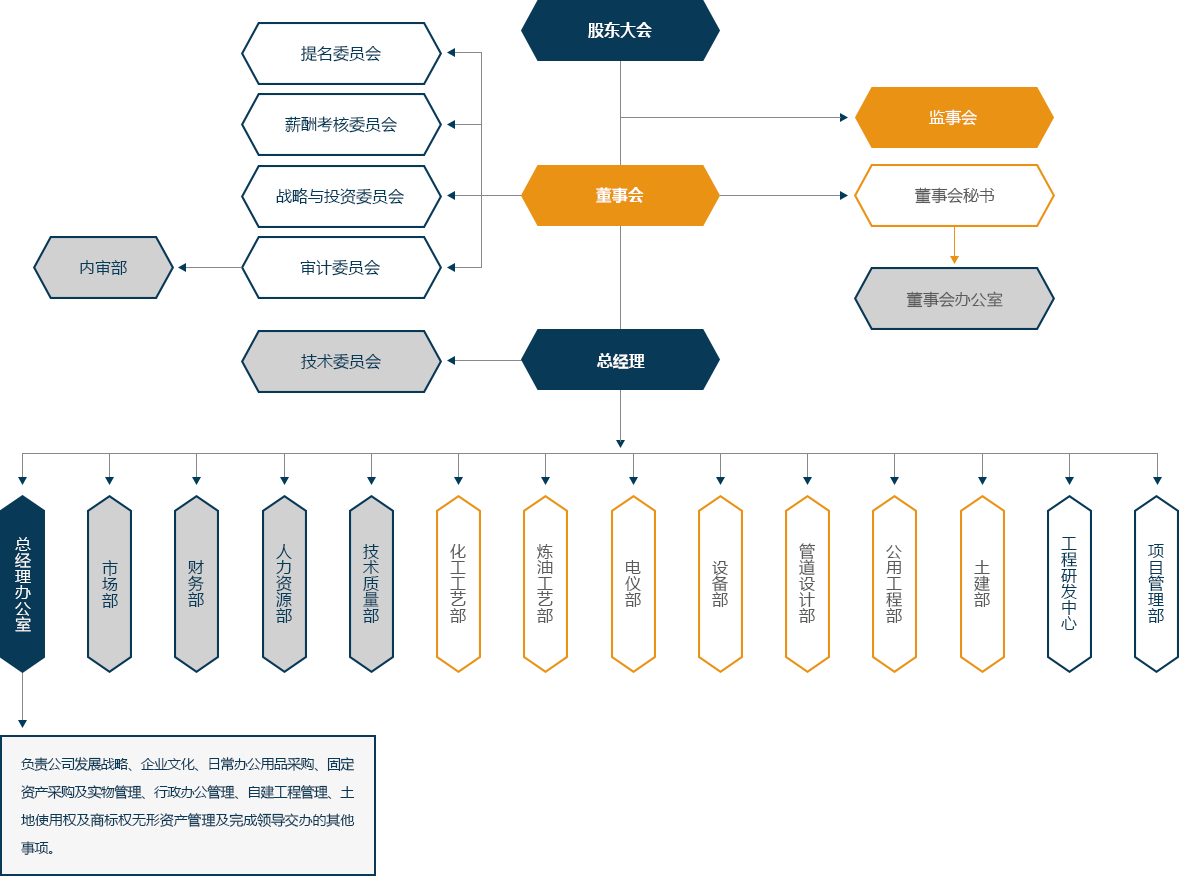 股东大会
提名委员会
薪酬考核委员会
监事会
战略与投资委员会
董事会
董事会秘书
内审部
审计委员会
董事会办公室
技术委员会
总经理
总经理办公室
市场部
财务部
人力资源部
技术质量部
化工工艺部
炼油工艺部
电仪部
设备部
管道设计部
公用工程部
土建部
工程研发中心
项目管理部
负责公司发展战略、企业文化、日常办公用品采购、固定
资产采购及实物管理、行政办公管理、自建工程管理、土
地使用权及商标权无形资产管理及完成领导交办的其他
事项。